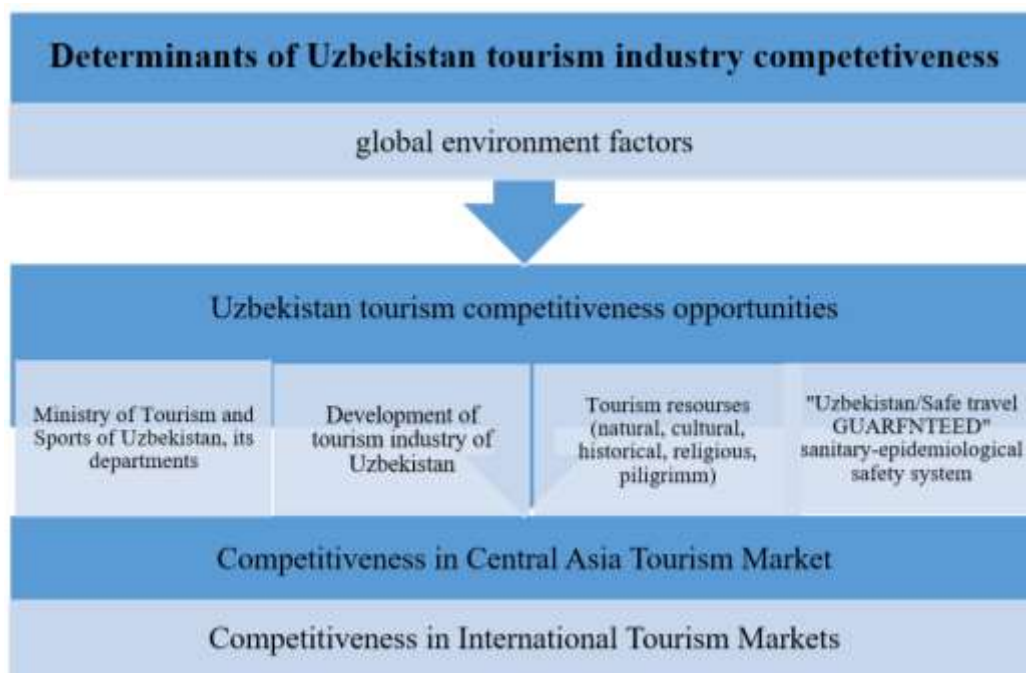 Determinants of Uzbekistan tourism industry competetiveness
global environment factors
Uzbekistan tourism competitiveness opportunities
Ministry of Tourism and
Sports of Uzbekistan, its
departments
Development of
tourism industry of
Uzbekistan
Tourism resourses
(natural, cultural,
historical, religious,
piligrimm)
"Uzbekistan/Safe travel
GUARFNTEED"
sanitary-epidemiological
safety system
Competitiveness in Central Asia Tourism Market
Competitiveness in International Tourism Markets